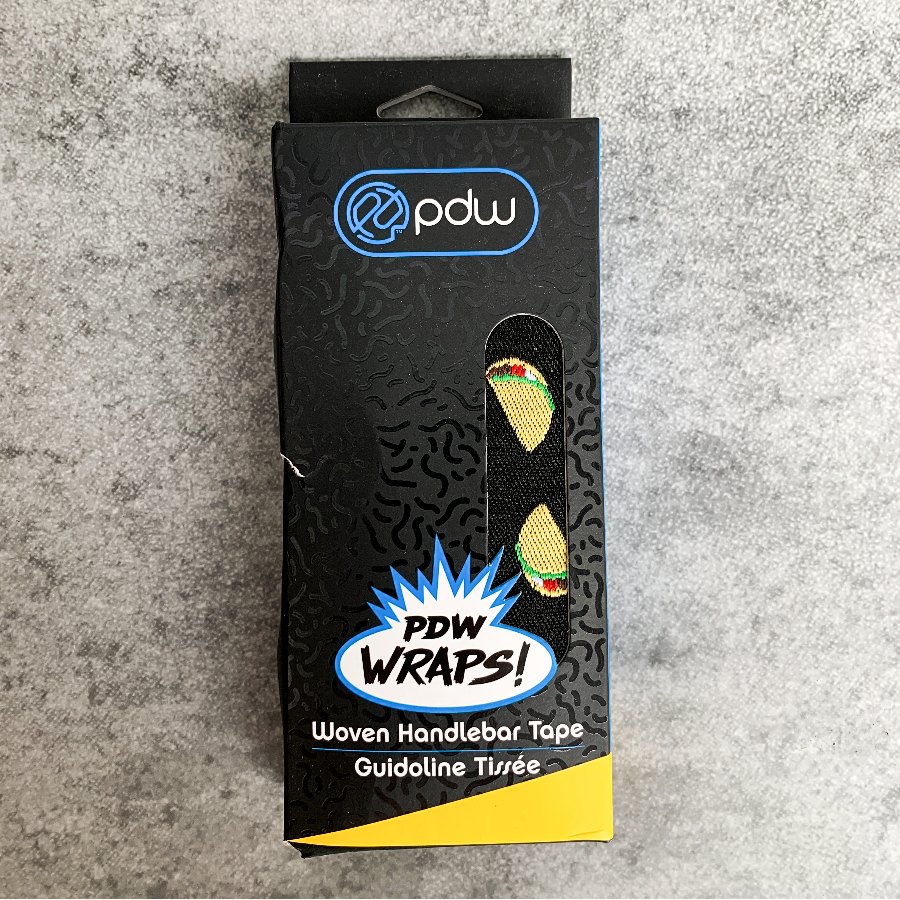 pdw
PDW
WRAPS!
Woven Handlebar Tape
Guidoline Tissée